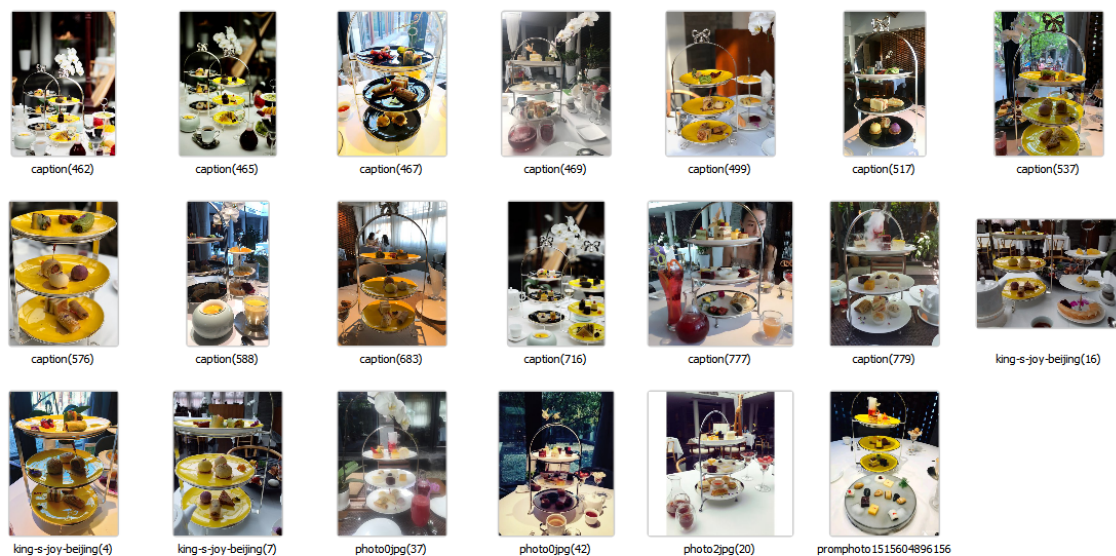 caption(462)
caption(465)
caption(467)
caption(469)
caption(499)
caption(517)
caption(537)
caption(576)
caption(588)
caption(683)
caption(716)
caption(777)
caption(779)
king-s-joy-beijing(16)
king-s-joy-beijing(4)
king-s-joy-beijing(7)
photo0jpg(37)
photo0jpg(42)
photo2jpg(20)
promphoto1515604896156